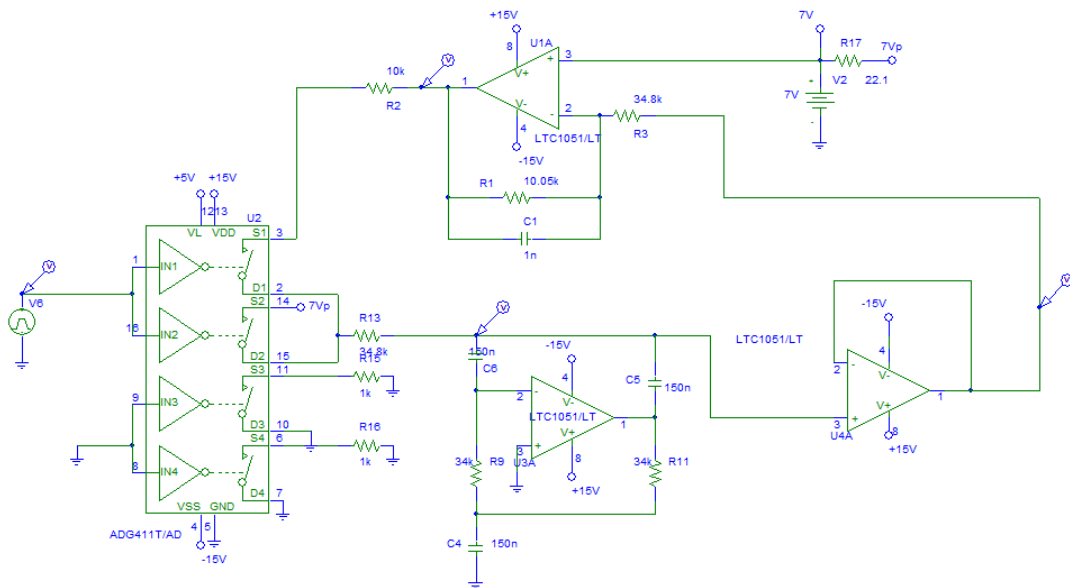 +15V
7V
U1A
8
3
R17
7Vp
10k
V+
+
1
+
V2
22.1
R2
V-
-
2
34.8k
7V
4
LTC1051/LT
R3
-
-15V
+5V
+15V
R1
10.05k
12
13
U2
C1
VL
VDD
S1
3
1n
1
IN1
V6
D1
2
S2
14
7Vp
-15V
R13
16
IN2
-15V
LTC1051/LT
D2
15
34.8k
150n
4
S3
11
R15
C6
C5
2
-
4
-
2
150n
V-
V-
1k
LTC1051/LT
1
9
IN3
1
V+
V+
D3
10
R16
+
+
3
8
S4
6
3
U3A
8
U4A
+15V
1k
R9
34k
34k
R11
8
IN4
+15V
D4
7
VSS
GND
ADG411T/AD
4
5
C4
150n
-15V